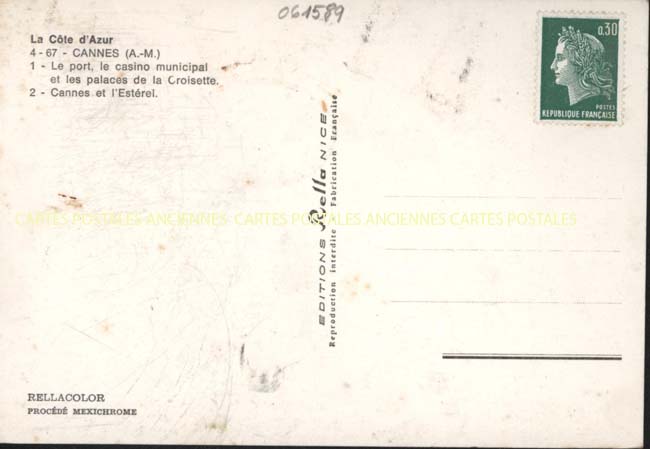 061589
La Côte d'Azur
4 - 67 - CANNES (A.-M.)
1 - Le port, le casino municipal
et les palaces de la Croisette.
2 - Cannes et l'Estérel.
0,30
POSTES
REPUBLIQUE FRANÇAISE
EDITIONS Rella NICE
Reproduction interdite - Fabrication Française
CARTES POSTALES ANCIENNES CARTES POSTALES ANCIENNES CARTES POSTALES
RELLACOLOR
PROCÉDÉ MEXICHROME